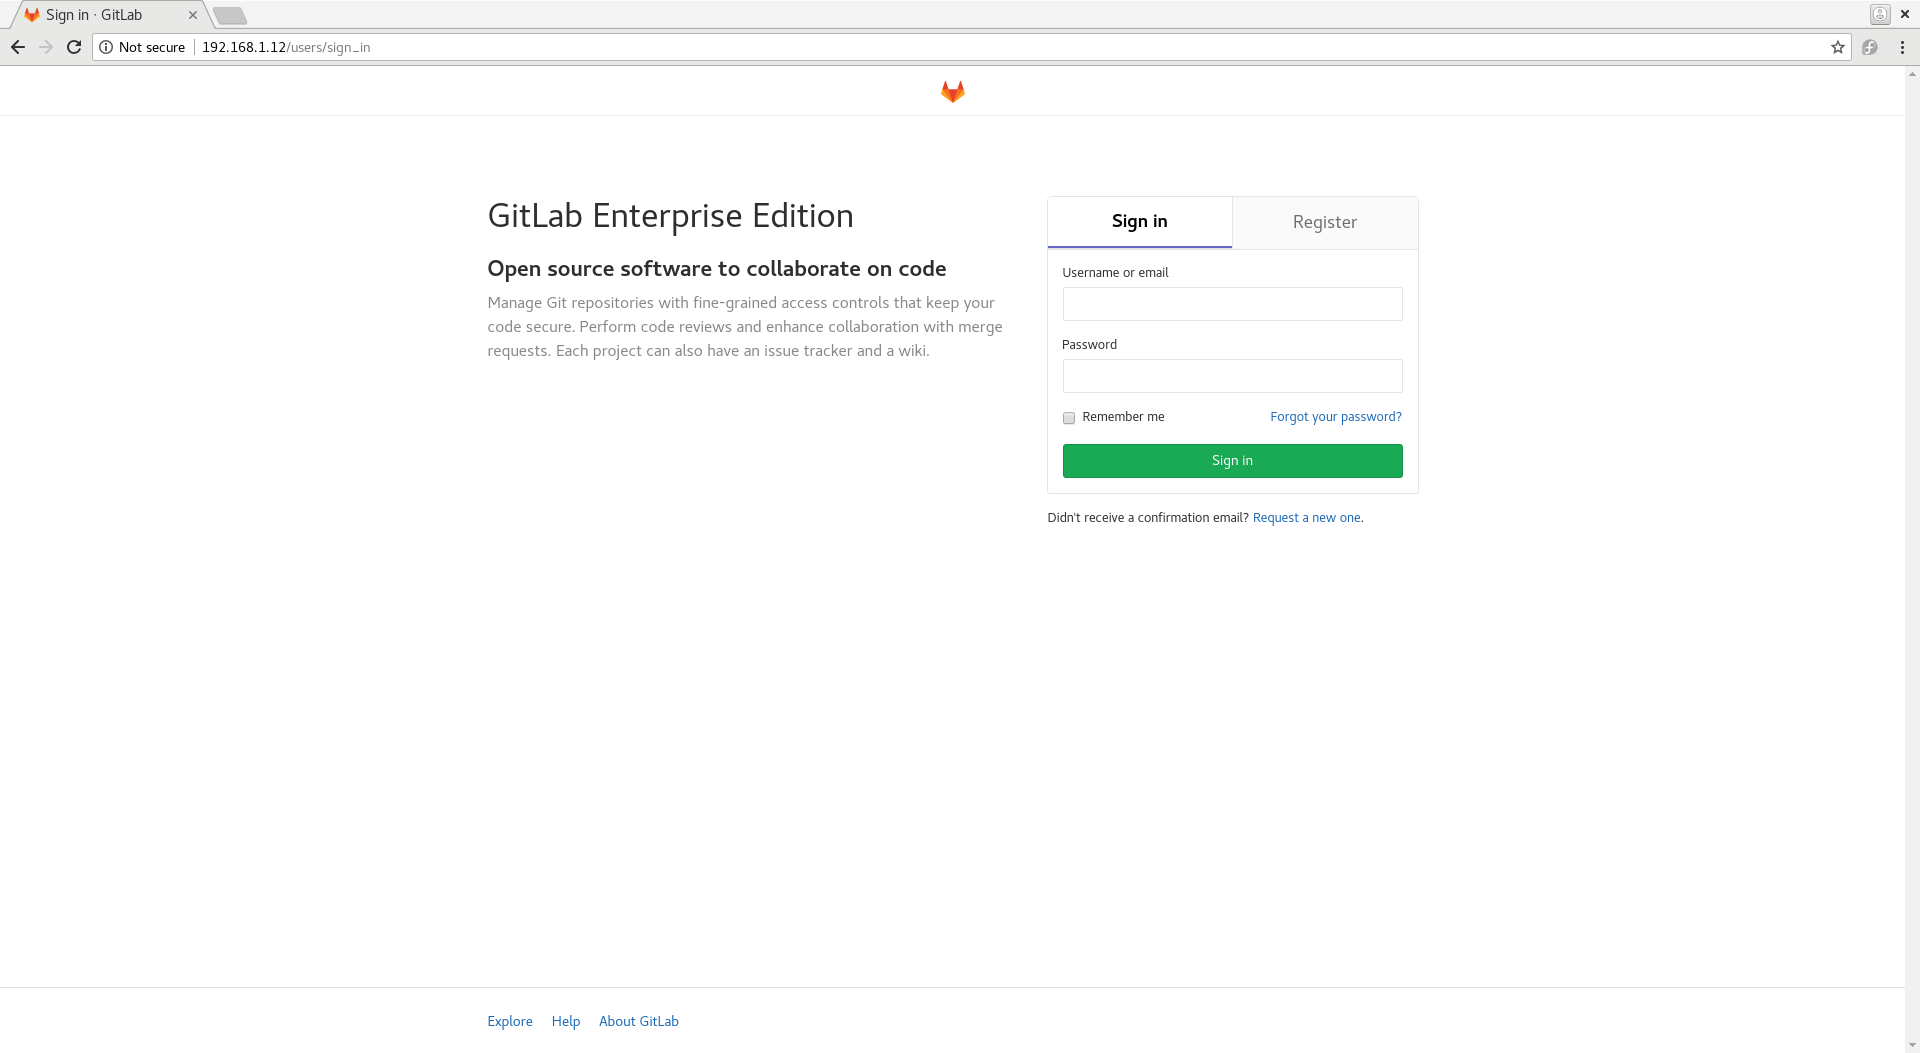 Sign in · GitLab
Not secure
192.168.1.12/users/sign_in
GitLab Enterprise Edition
Open source software to collaborate on code
Manage Git repositories with fine-grained access controls that keep your
code secure. Perform code reviews and enhance collaboration with merge
requests. Each project can also have an issue tracker and a wiki.
Sign in
Register
Username or email
Password
Remember me
Forgot your password?
Sign in
Didn't receive a confirmation email? Request a new one.
Explore
Help
About GitLab